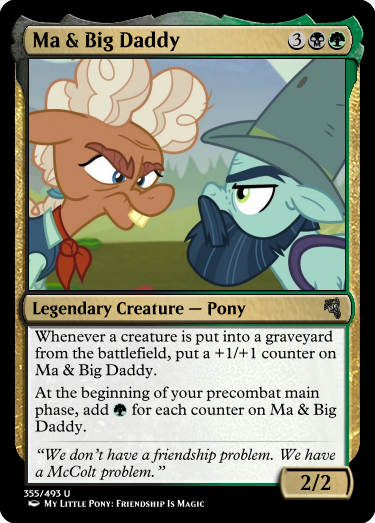 Ma & Big Daddy 3
Legendary Creature — Pony
Whenever a creature is put into a graveyard
from the battlefield, put a +1/+1 counter on
Ma & Big Daddy.
At the beginning of your precombat main
phase, add for each counter on Ma & Big
Daddy.
“We don’t have a friendship problem. We have
a McColt problem.”
2/2
355/493 U
My Little Pony: Friendship Is Magic